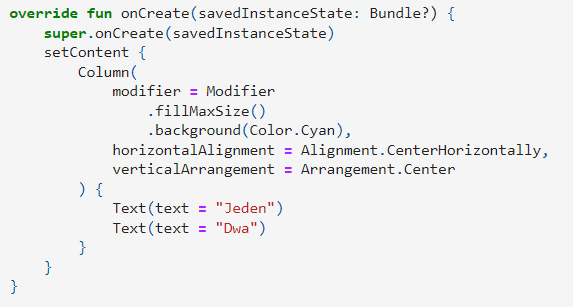 override fun onCreate(savedInstanceState: Bundle?) {
    super.onCreate(savedInstanceState)
    setContent {
        Column(
            modifier = Modifier
                .fillMaxSize()
                .background(Color.Cyan),
            horizontalAlignment = Alignment.CenterHorizontally,
            verticalArrangement = Arrangement.Center
        ) {
            Text(text = "Jeden")
            Text(text = "Dwa")
        }
    }
}